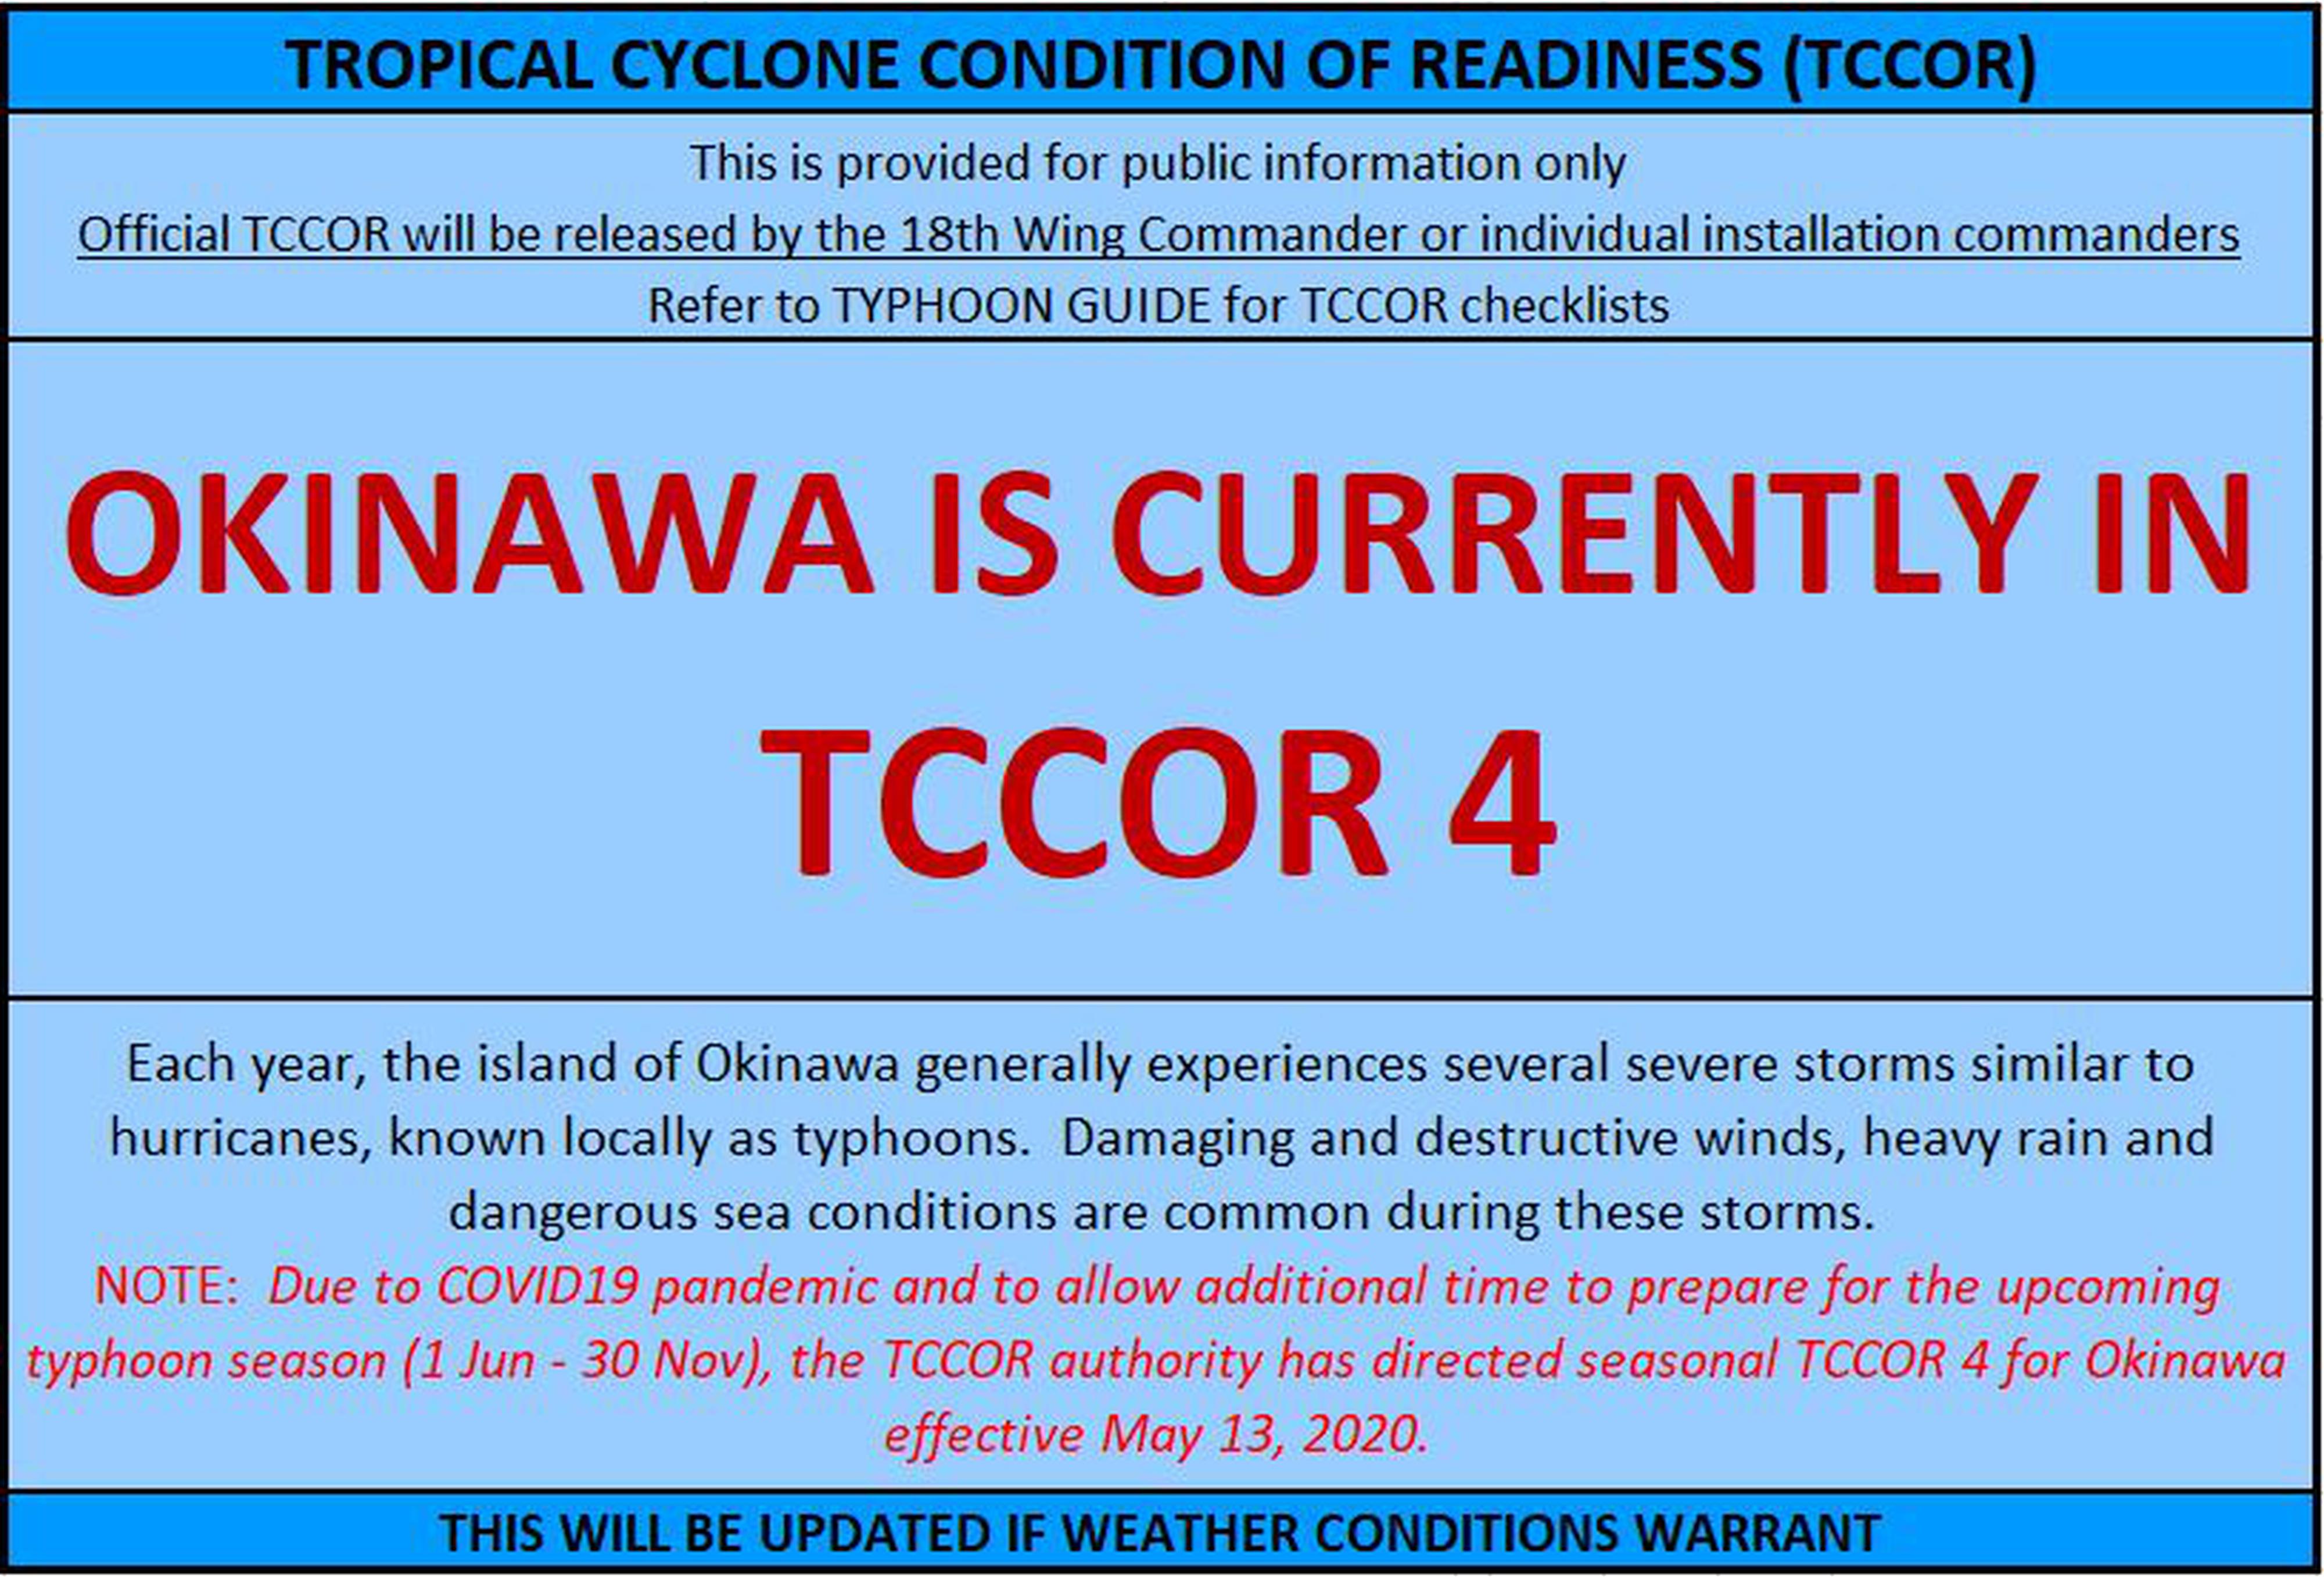 TROPICAL CYCLONE CONDITION OF READINESS (TCCOR)
This is provided for public information only
Official TCCOR will be released by the 18th Wing Commander or individual installation commanders
Refer to TYPHOON GUIDE for TCCOR checklists
OKINAWA IS CURRENTLY IN
TCCOR 4
Each year, the island of Okinawa generally experiences several severe storms similar to
hurricanes, known locally as typhoons.  Damaging and destructive winds, heavy rain and
dangerous sea conditions are common during these storms.
NOTE:  Due to COVID19 pandemic and to allow additional time to prepare for the upcoming
typhoon season (1 Jun - 30 Nov), the TCCOR authority has directed seasonal TCCOR 4 for Okinawa
effective May 13, 2020.
THIS WILL BE UPDATED IF WEATHER CONDITIONS WARRANT